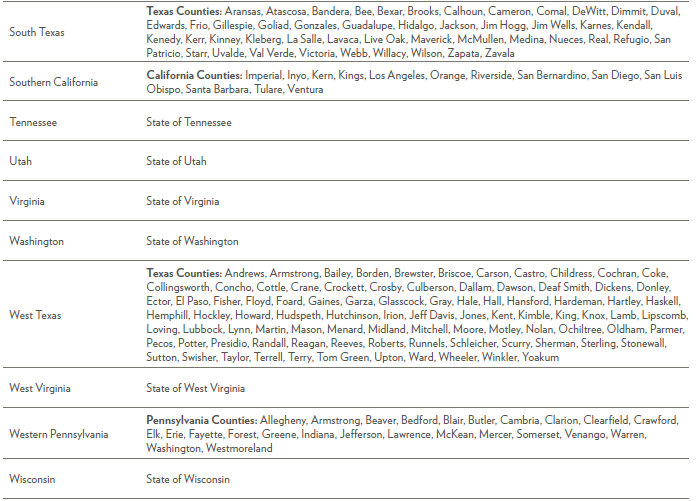 South Texas
Texas Counties: Aransas, Atascosa, Bandera, Bee, Bexar, Brooks, Calhoun, Cameron, Comal, DeWitt, Dimmit, Duval,
Edwards, Frio, Gillespie, Goliad, Gonzales, Guadalupe, Hidalgo, Jackson, Jim Hogg, Jim Wells, Karnes, Kendall,
Kenedy, Kerr, Kinney, Kleberg, La Salle, Lavaca, Live Oak, Maverick, McMullen, Medina, Nueces, Real, Refugio, San
Patricio, Starr, Uvalde, Val Verde, Victoria, Webb, Willacy, Wilson, Zapata, Zavala
Southern California
California Counties: Imperial, Inyo, Kern, Kings, Los Angeles, Orange, Riverside, San Bernardino, San Diego, San Luis
Obispo, Santa Barbara, Tulare, Ventura
Tennessee
State of Tennessee
Utah
State of Utah
Virginia
State of Virginia
Washington
State of Washington
West Texas
Texas Counties: Andrews, Armstrong, Bailey, Borden, Brewster, Briscoe, Carson, Castro, Childress, Cochran, Coke,
Collingsworth, Concho, Cottle, Crane, Crockett, Crosby, Culberson, Dallam, Dawson, Deaf Smith, Dickens, Donley,
Ector, El Paso, Fisher, Floyd, Foard, Gaines, Garza, Glasscock, Gray, Hale, Hall, Hansford, Hardeman, Hartley, Haskell,
Hemphill, Hockley, Howard, Hudspeth, Hutchinson, Irion, Jeff Davis, Jones, Kent, Kimble, King, Knox, Lamb, Lipscomb,
Loving, Lubbock, Lynn, Martin, Mason, Menard, Midland, Mitchell, Moore, Motley, Nolan, Ochiltree, Oldham, Parmer,
Pecos, Potter, Presidio, Randall, Reagan, Reeves, Roberts, Runnels, Schleicher, Scurry, Sherman, Sterling, Stonewall,
Sutton, Swisher, Taylor, Terrell, Terry, Tom Green, Upton, Ward, Wheeler, Winkler, Yoakum
West Virginia
State of West Virginia
Western Pennsylvania
Pennsylvania Counties: Allegheny, Armstrong, Beaver, Bedford, Blair, Butler, Cambria, Clarion, Clearfield, Crawford,
Elk, Erie, Fayette, Forest, Greene, Indiana, Jefferson, Lawrence, McKean, Mercer, Somerset, Venango, Warren,
Washington, Westmoreland
Wisconsin
State of Wisconsin